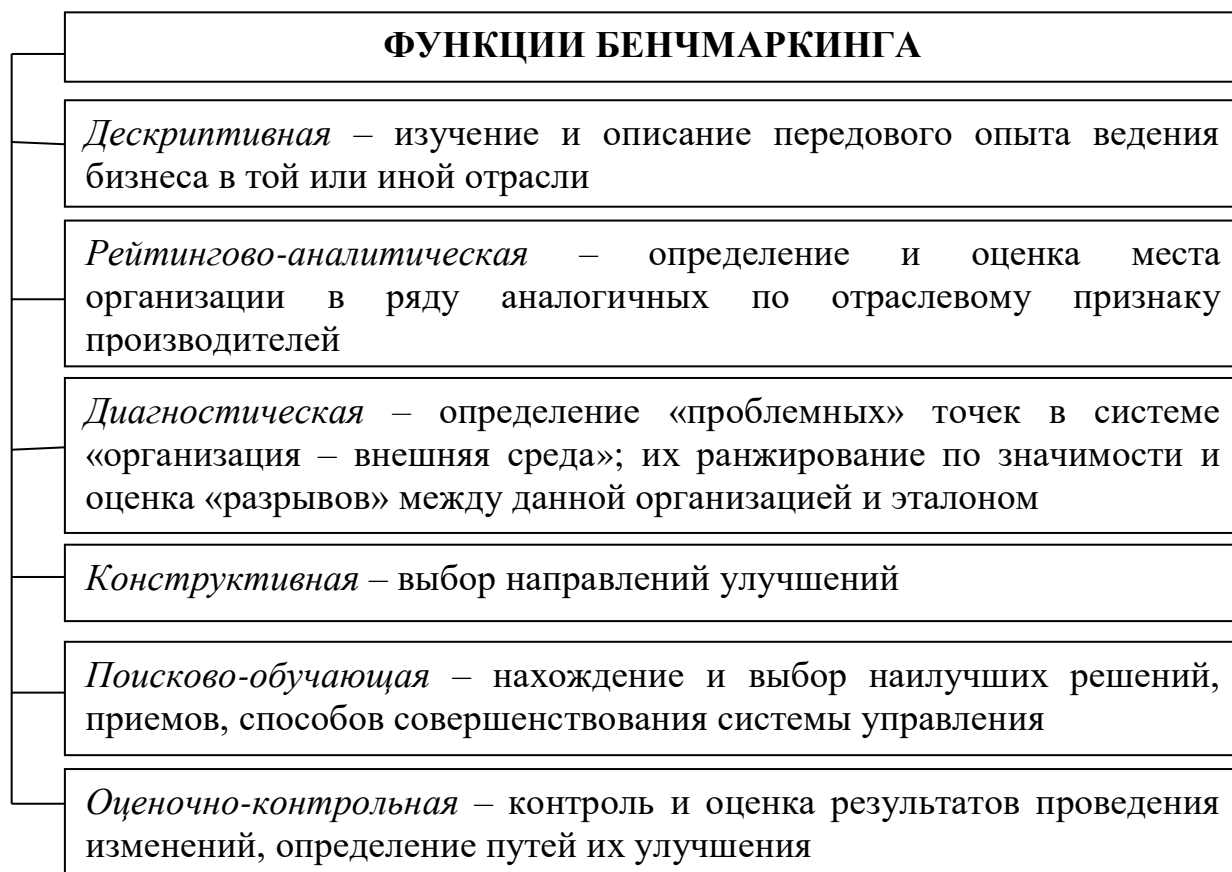 ФУНКЦИИ БЕНЧМАРКИНГА
Дескриптивная – изучение и описание передового опыта ведения
бизнеса в той или иной отрасли
Рейтингово-аналитическая – определение и оценка места
организации в ряду аналогичных по отраслевому признаку
производителей
Диагностическая – определение «проблемных» точек в системе
«организация – внешняя среда»; их ранжирование по значимости и
оценка «разрывов» между данной организацией и эталоном
Конструктивная – выбор направлений улучшений
Поисково-обучающая – нахождение и выбор наилучших решений,
приемов, способов совершенствования системы управления
Оценочно-контрольная – контроль и оценка результатов проведения
изменений, определение путей их улучшения